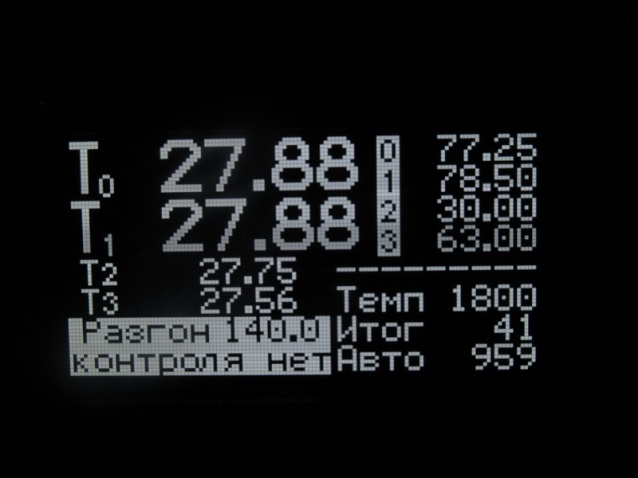 T0 27.88 0 77.25
T1 27.88 1 78.50
2 30.00
3 63.00
T2 27.75
T3 27.56 Темп 1800
Разгон 140.0 Итог 41
контроля нет Авто 959